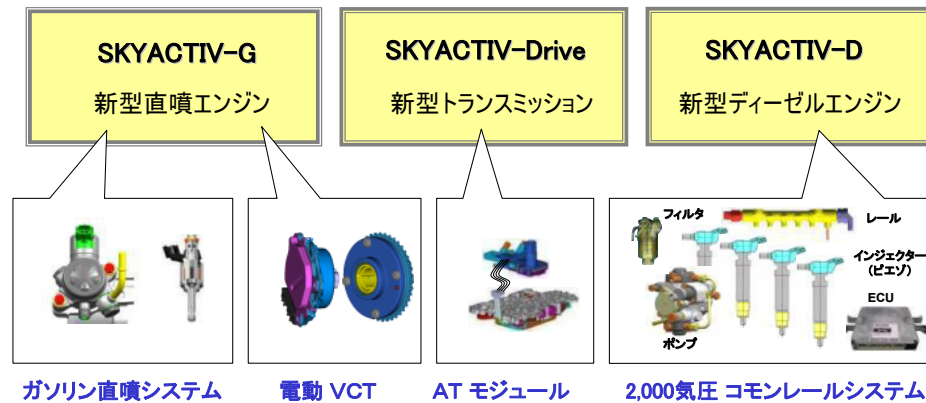 SKYACTIV-G
新型直噴エンジン
SKYACTIV-Drive
新型トランスミッション
SKYACTIV-D
新型ディーゼルエンジン
フィルタ
レール
インジェクター
(ピエゾ)
ECU
ポンプ
ガソリン直噴システム
電動 VCT
AT モジュール
2,000気圧 コモンレールシステム